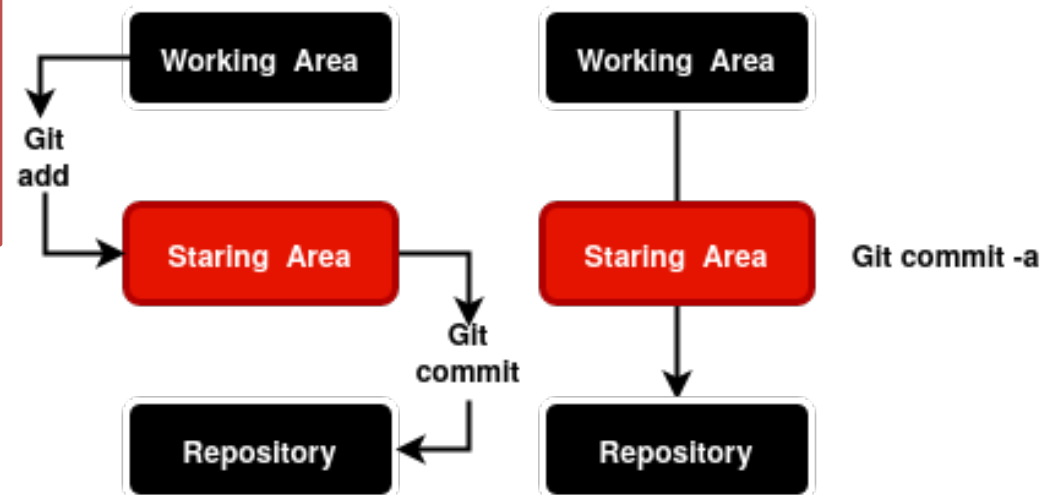 Working Area
Working Area
Git
add
Staring Area
Staring Area
Git commit -a
Git
commit
Repository
Repository